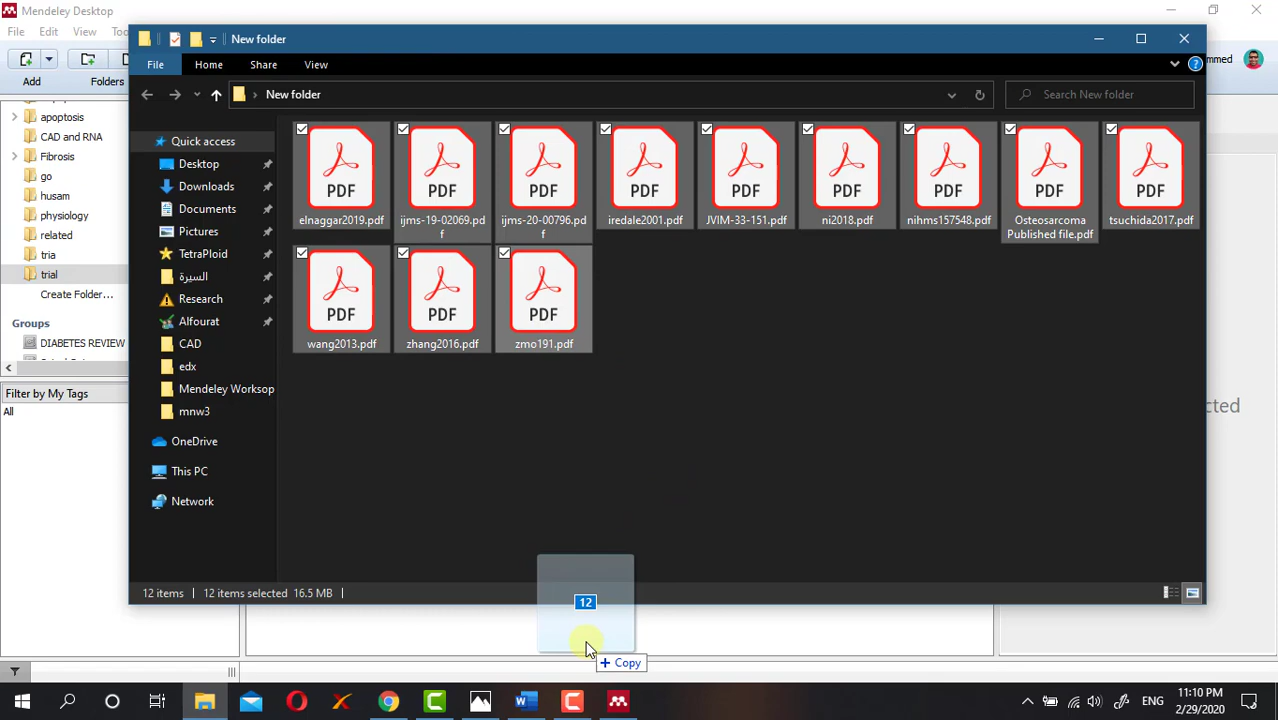 Mendeley Desktop
File Edit View Too
New folder
File Home Share View
mmed
Add Folders
New folder
Search New folder
apoptosis
CAD and RNA
Fibrosis
go
husam
physiology
related
tria
trial
Create Folder...
Groups
DIABETES REVIEW
Filter by My Tags
All
Quick access
Desktop
Downloads
Documents
Pictures
TetraPloid
السيرة
Research
Alfourat
CAD
edx
Mendeley Worksop
mnw3
OneDrive
This PC
Network
PDF PDF PDF PDF PDF PDF PDF PDF PDF
elnaggar2019.pdf ijms-19-02069.pd ijms-20-00796.pd iredale2001.pdf JVIM-33-151.pdf ni2018.pdf nihms157548.pdf Osteosarcoma tsuchida2017.pdf
f f Published file.pdf
PDF PDF PDF
wang2013.pdf zhang2016.pdf zmo191.pdf
cted
12 items 12 items selected 16.5 MB
12
+ Copy
ENG
11:10 PM
2/29/2020